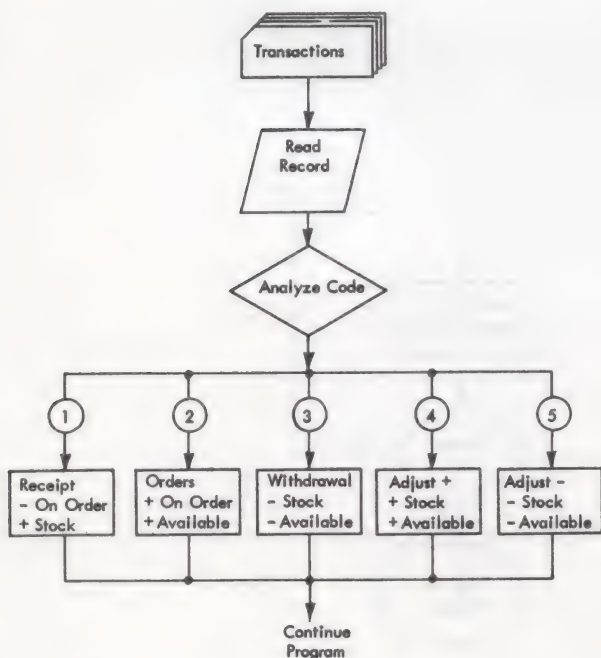 Transactions
Read
Record
Analyze Code
1
2
3
4
5
Receipt
- On Order
+ Stock
Orders
+ On Order
+ Available
Withdrawal
- Stock
- Available
Adjust +
+ Stock
+ Available
Adjust -
- Stock
- Available
Continue
Program